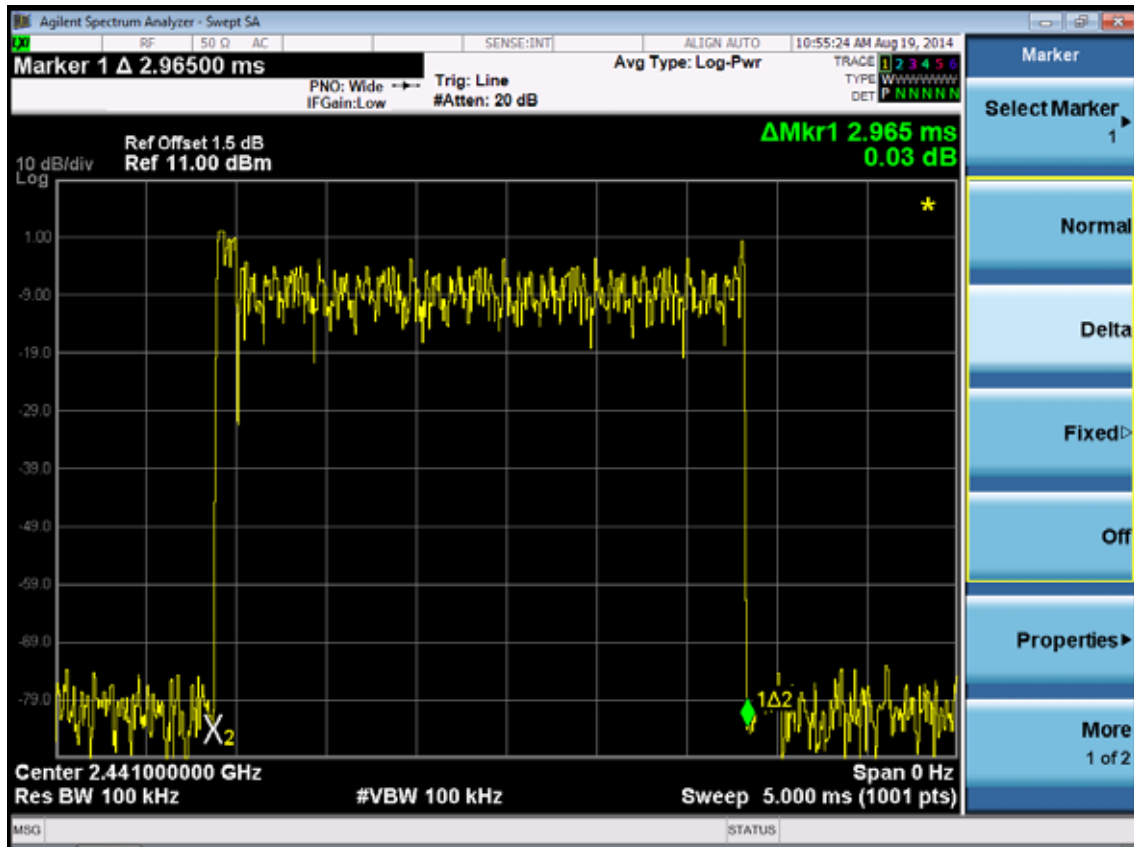 Agilent Spectrum Analyzer - Swept SA
LXI
RF 50 Ω AC SENSE:INT ALIGN AUTO 10:55:24 AM Aug 19, 2014
Marker 1 Δ 2.96500 ms
PNO: Wide
IFGain:Low
Trig: Line
#Atten: 20 dB
Avg Type: Log-Pwr
TRACE 1 2 3 4 5 6
TYPE WWWWWW
DET P N N N N N
ΔMkr1 2.965 ms
0.03 dB
Ref Offset 1.5 dB
10 dB/div Ref 11.00 dBm
Log
1.00
-9.00
-19.0
-29.0
-39.0
-49.0
-59.0
-69.0
-79.0
*
X2
1Δ2
Center 2.441000000 GHz Span 0 Hz
Res BW 100 kHz #VBW 100 kHz Sweep 5.000 ms (1001 pts)
MSG STATUS
Marker
Select Marker
1
Normal
Delta
Fixed
Off
Properties
More
1 of 2